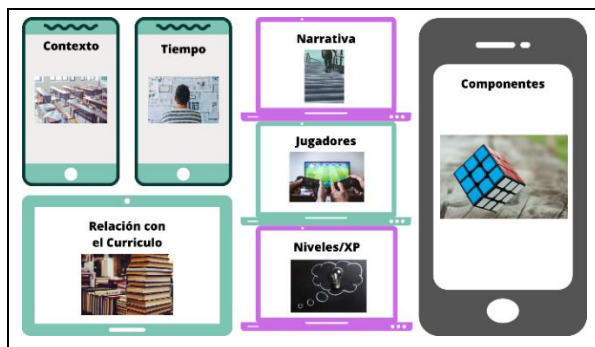 Contexto
Tiempo
Narrativa
Jugadores
Niveles/XP
Componentes
Relación con
el Curriculo